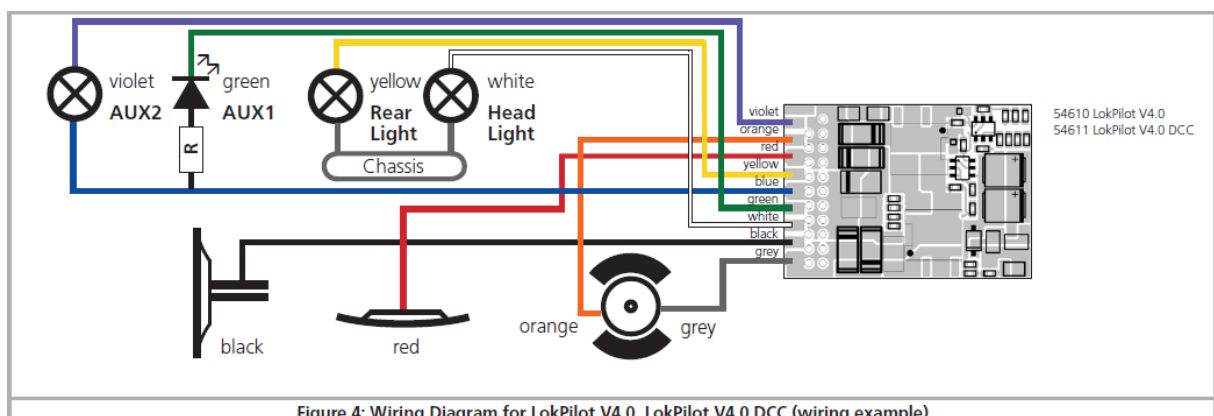 violet
AUX2
green
AUX1
R
yellow
Rear
Light
white
Head
Light
Chassis
violet
orange
red
yellow
blue
green
white
black
grey
54610 LokPilot V4.0
54611 LokPilot V4.0 DCC
black
red
orange
grey
Figure 4: Wiring Diagram for LokPilot V4.0, LokPilot V4.0 DCC (wiring example)